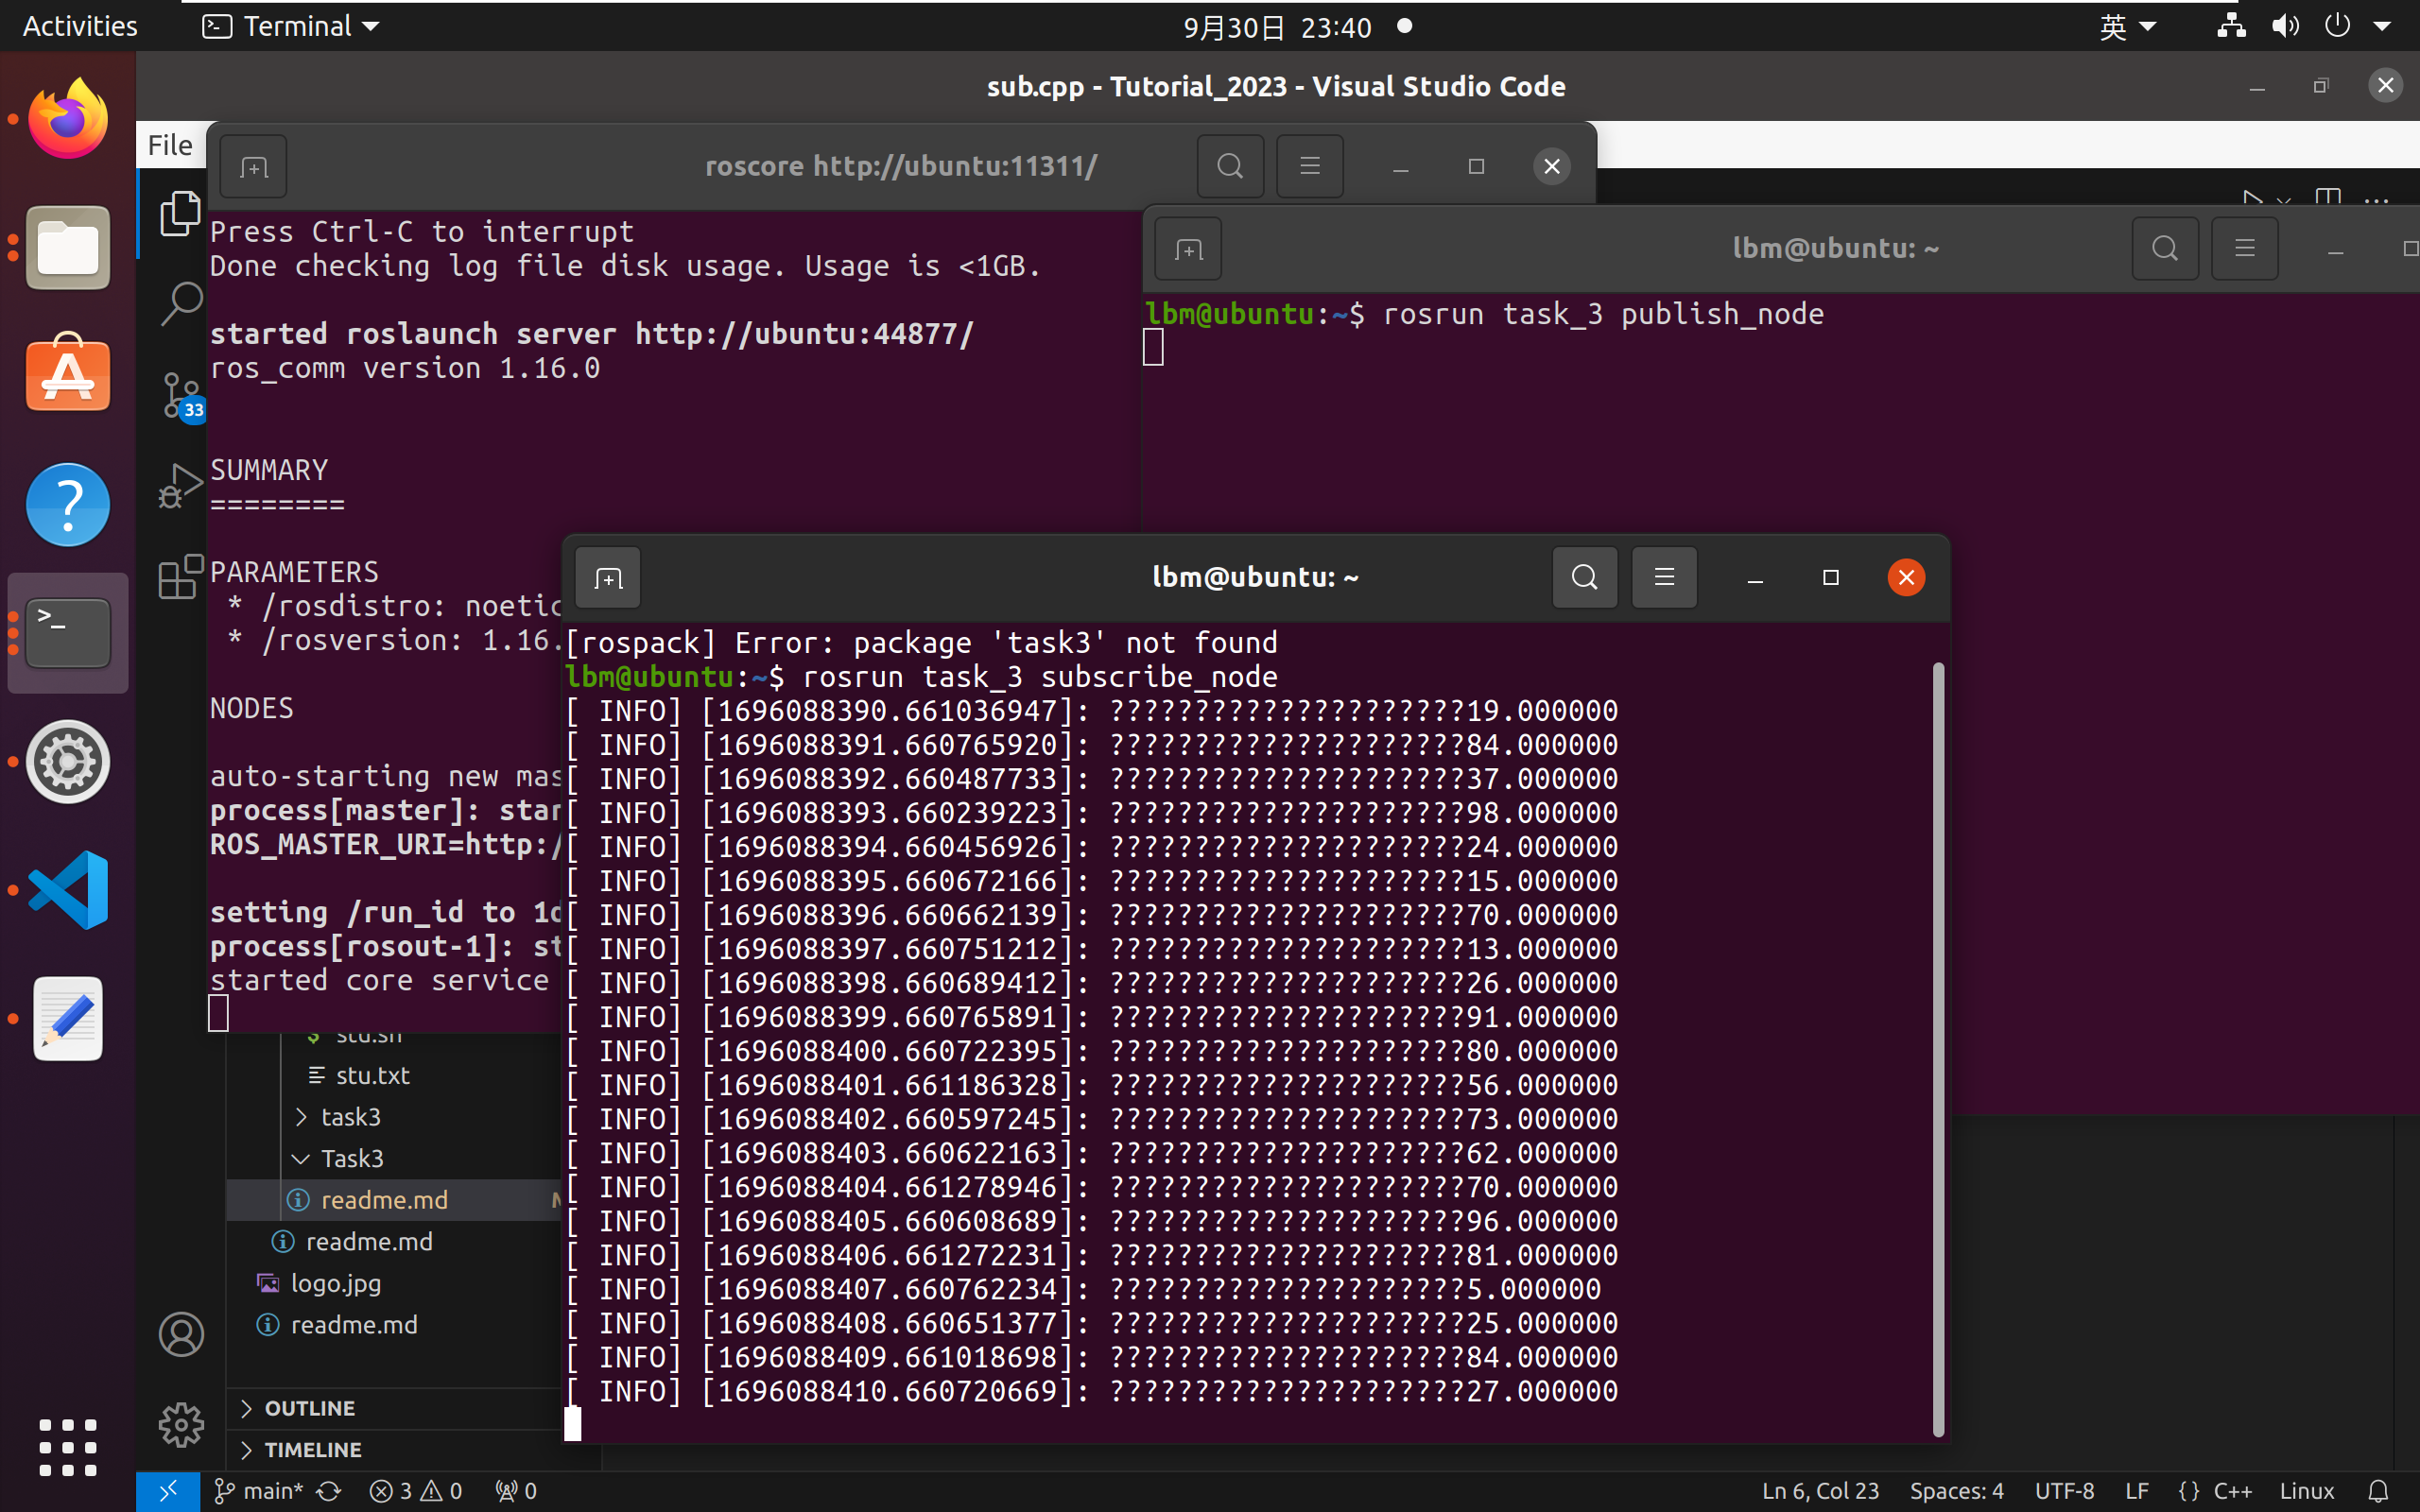 Activities
Terminal
9月30日 23:40
英
sub.cpp - Tutorial_2023 - Visual Studio Code
File
roscore http://ubuntu:11311/
Press Ctrl-C to interrupt
Done checking log file disk usage. Usage is <1GB.
started roslaunch server http://ubuntu:44877/
ros_comm version 1.16.0
SUMMARY
========
PARAMETERS
* /rosdistro: noetic
* /rosversion: 1.16.
NODES
auto-starting new mas
process[master]: star
ROS_MASTER_URI=http:/
setting /run_id to 1d
process[rosout-1]: st
started core service
lbm@ubuntu: ~
lbm@ubuntu:~$ rosrun task_3 publish_node
lbm@ubuntu: ~
[rospack] Error: package 'task3' not found
lbm@ubuntu:~$ rosrun task_3 subscribe_node
[ INFO] [1696088390.661036947]: ?????????????????????19.000000
[ INFO] [1696088391.660765920]: ?????????????????????84.000000
[ INFO] [1696088392.660487733]: ?????????????????????37.000000
[ INFO] [1696088393.660239223]: ?????????????????????98.000000
[ INFO] [1696088394.660456926]: ?????????????????????24.000000
[ INFO] [1696088395.660672166]: ?????????????????????15.000000
[ INFO] [1696088396.660662139]: ?????????????????????70.000000
[ INFO] [1696088397.660751212]: ?????????????????????13.000000
[ INFO] [1696088398.660689412]: ?????????????????????26.000000
[ INFO] [1696088399.660765891]: ?????????????????????91.000000
[ INFO] [1696088400.660722395]: ?????????????????????80.000000
[ INFO] [1696088401.661186328]: ?????????????????????56.000000
[ INFO] [1696088402.660597245]: ?????????????????????73.000000
[ INFO] [1696088403.660622163]: ?????????????????????62.000000
[ INFO] [1696088404.661278946]: ?????????????????????70.000000
[ INFO] [1696088405.660608689]: ?????????????????????96.000000
[ INFO] [1696088406.661272231]: ?????????????????????81.000000
[ INFO] [1696088407.660762234]: ?????????????????????5.000000
[ INFO] [1696088408.660651377]: ?????????????????????25.000000
[ INFO] [1696088409.661018698]: ?????????????????????84.000000
[ INFO] [1696088410.660720669]: ?????????????????????27.000000
33
stu.sh
stu.txt
task3
Task3
readme.md
readme.md
logo.jpg
readme.md
OUTLINE
TIMELINE
main* 3 0 0
Ln 6, Col 23 Spaces: 4 UTF-8 LF {} C++ Linux